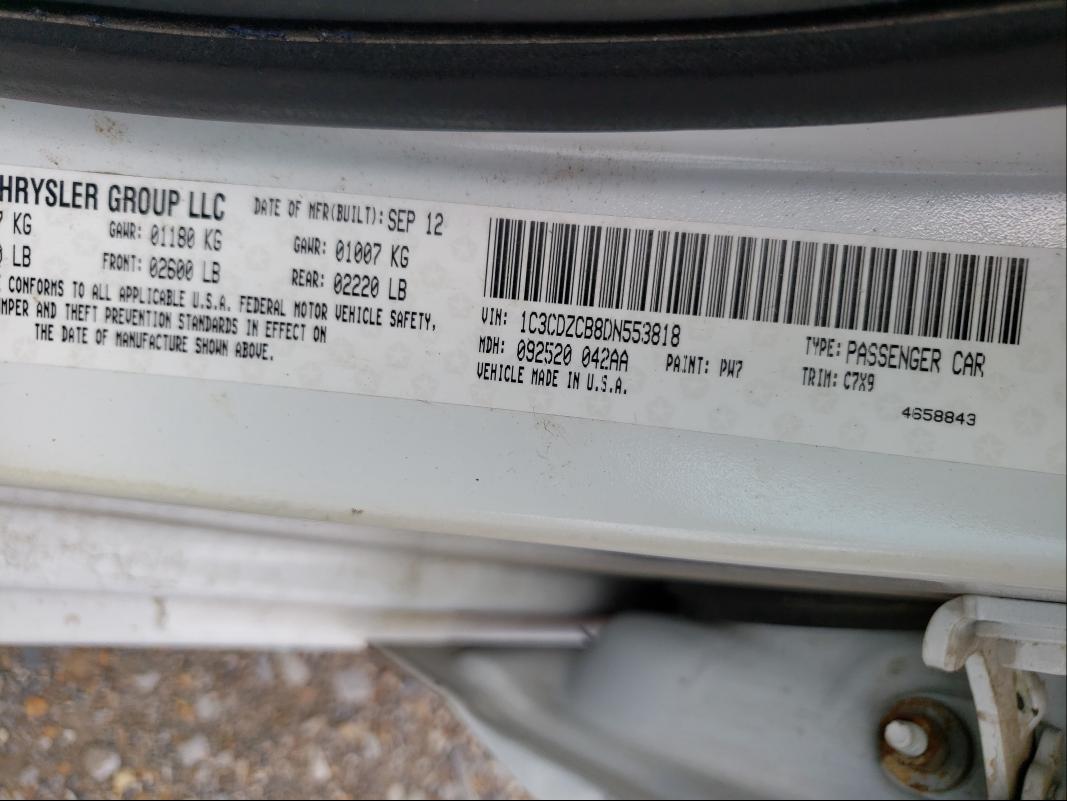 HRYSLER GROUP LLC DATE OF MFR(BUILT): SEP 12
KG GAWR: 01180 KG GAWR: 01007 KG
LB FRONT: 02600 LB REAR: 02220 LB
CONFORMS TO ALL APPLICABLE U.S.A. FEDERAL MOTOR VEHICLE SAFETY,
MPER AND THEFT PREVENTION STANDARDS IN EFFECT ON
THE DATE OF MANUFACTURE SHOWN ABOVE.
VIN: 1C3CDZCB8DN553818 TYPE: PASSENGER CAR
MDH: 092520 042AA PAINT: PW7 TRIM: C7X9
VEHICLE MADE IN U.S.A.
4658843